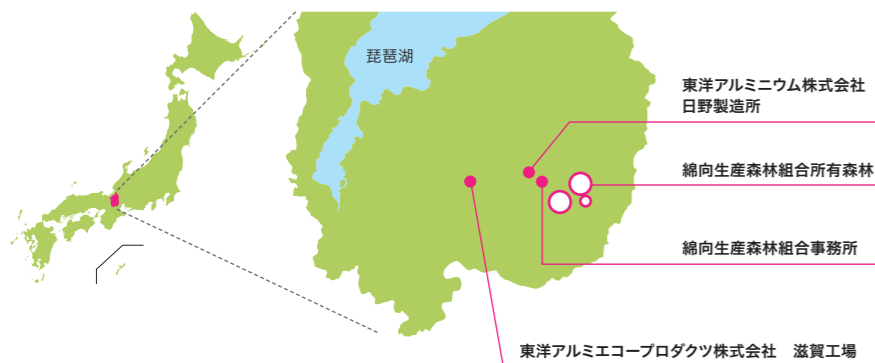 琵琶湖
東洋アルミニウム株式会社
日野製造所
綿向生産森林組合所有森林
綿向生産森林組合事務所
東洋アルミエコープロダクツ株式会社　滋賀工場